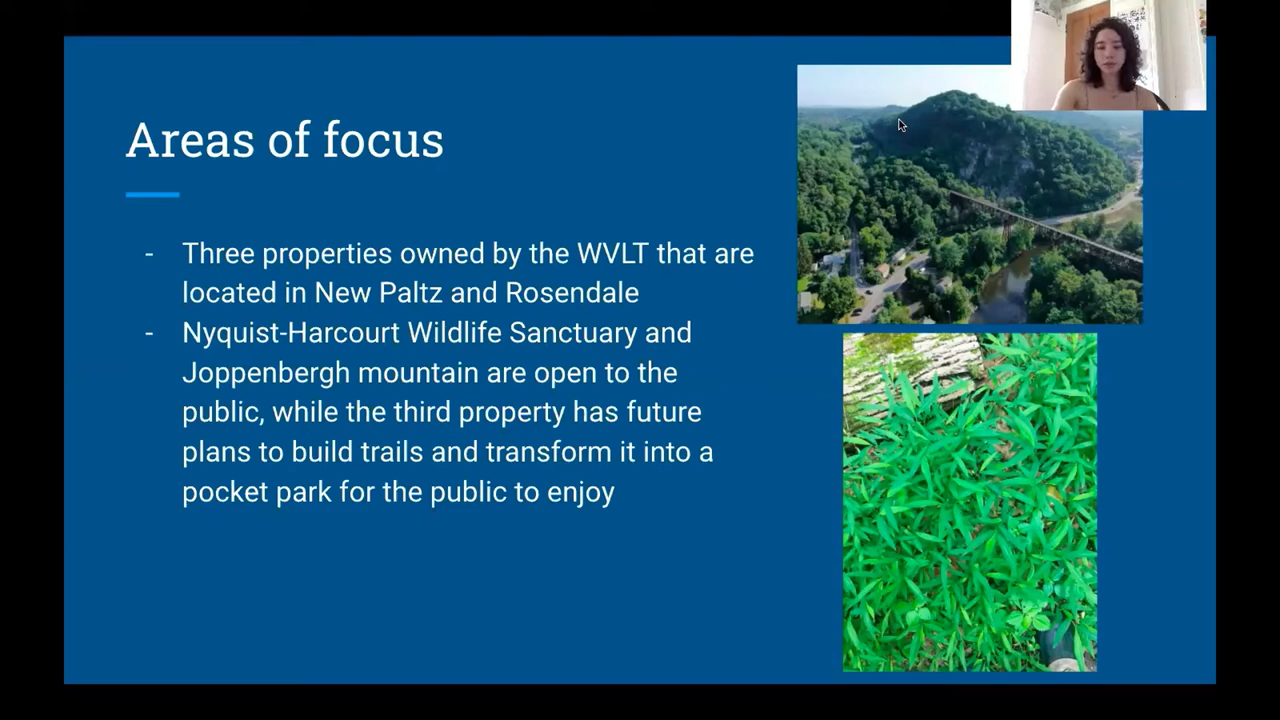 Areas of focus
- Three properties owned by the WVLT that are
located in New Paltz and Rosendale
- Nyquist-Harcourt Wildlife Sanctuary and
Joppenbergh mountain are open to the
public, while the third property has future
plans to build trails and transform it into a
pocket park for the public to enjoy